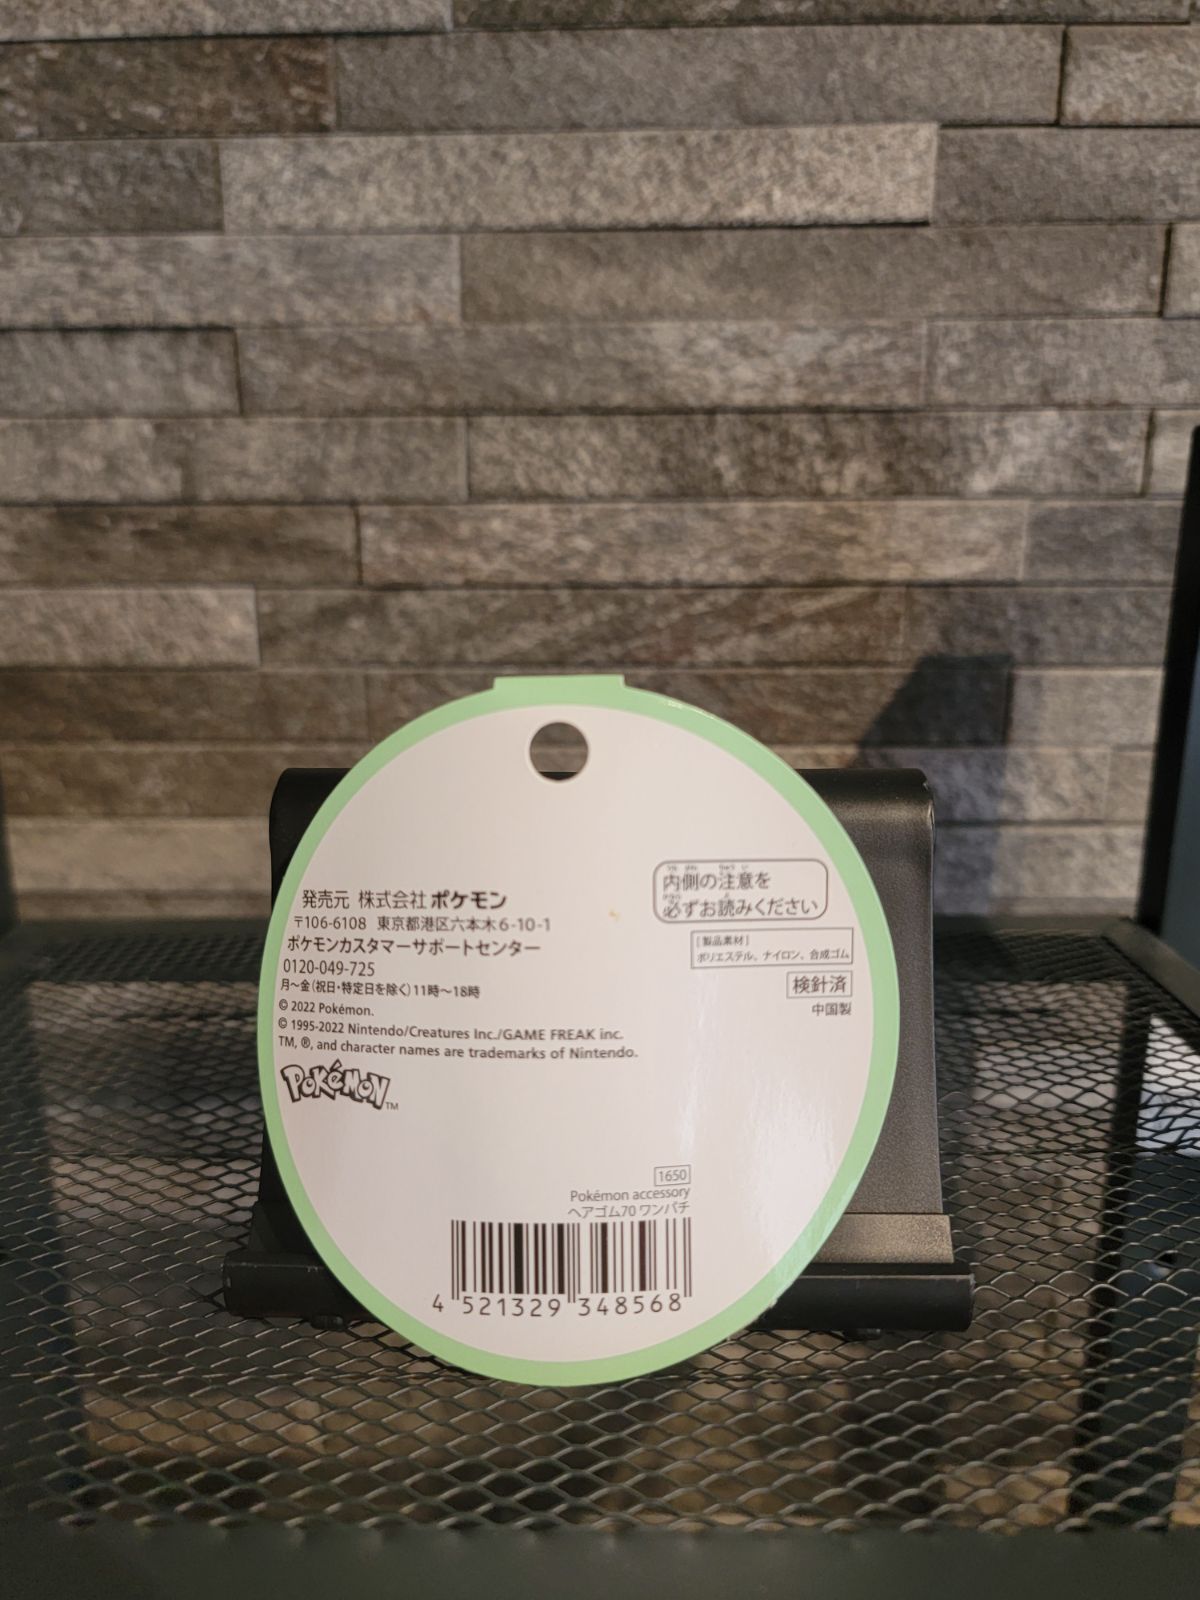 発売元 株式会社ポケモン
〒106-6108 東京都港区六本木6-10-1
ポケモンカスタマーサポートセンター
0120-049-725
月〜金(祝日・特定日を除く)11時〜18時
© 2022 Pokémon.
© 1995-2022 Nintendo/Creatures Inc./GAME FREAK inc.
TM, ®, and character names are trademarks of Nintendo.
POKéMON TM
内側の注意を
必ずお読みください
[製品素材]
ポリエステル、ナイロン、合成ゴム
検針済
中国製
1650
Pokémon accessory
ヘアゴム70 ワンパチ
4 521329 348568